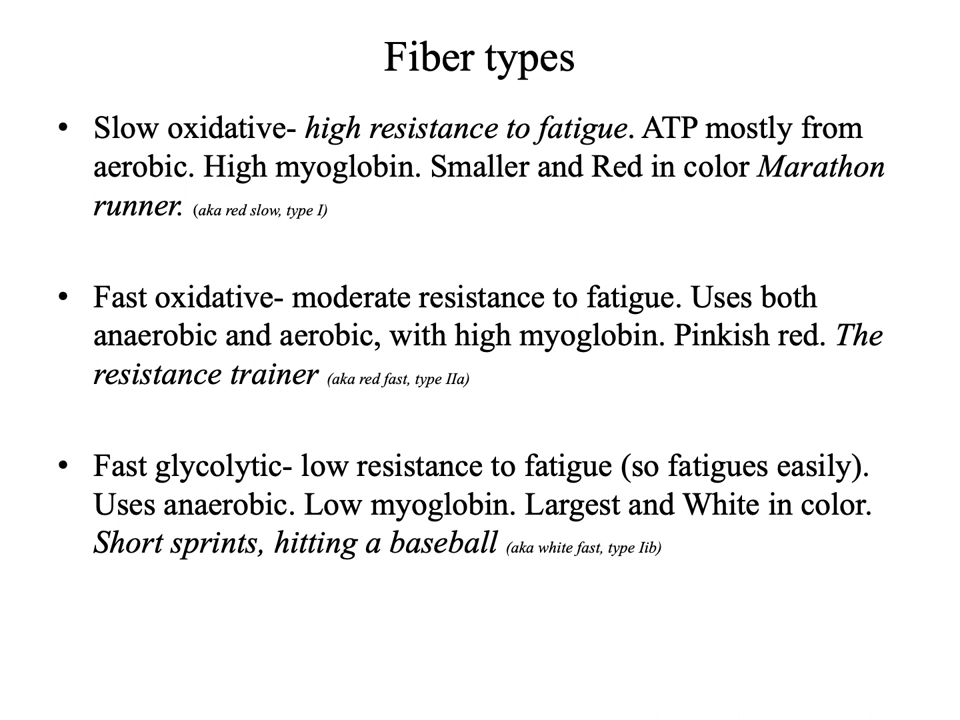 Fiber types
• Slow oxidative- high resistance to fatigue. ATP mostly from
aerobic. High myoglobin. Smaller and Red in color Marathon
runner. (aka red slow, type I)
• Fast oxidative- moderate resistance to fatigue. Uses both
anaerobic and aerobic, with high myoglobin. Pinkish red. The
resistance trainer (aka red fast, type IIa)
• Fast glycolytic- low resistance to fatigue (so fatigues easily).
Uses anaerobic. Low myoglobin. Largest and White in color.
Short sprints, hitting a baseball (aka white fast, type Iib)